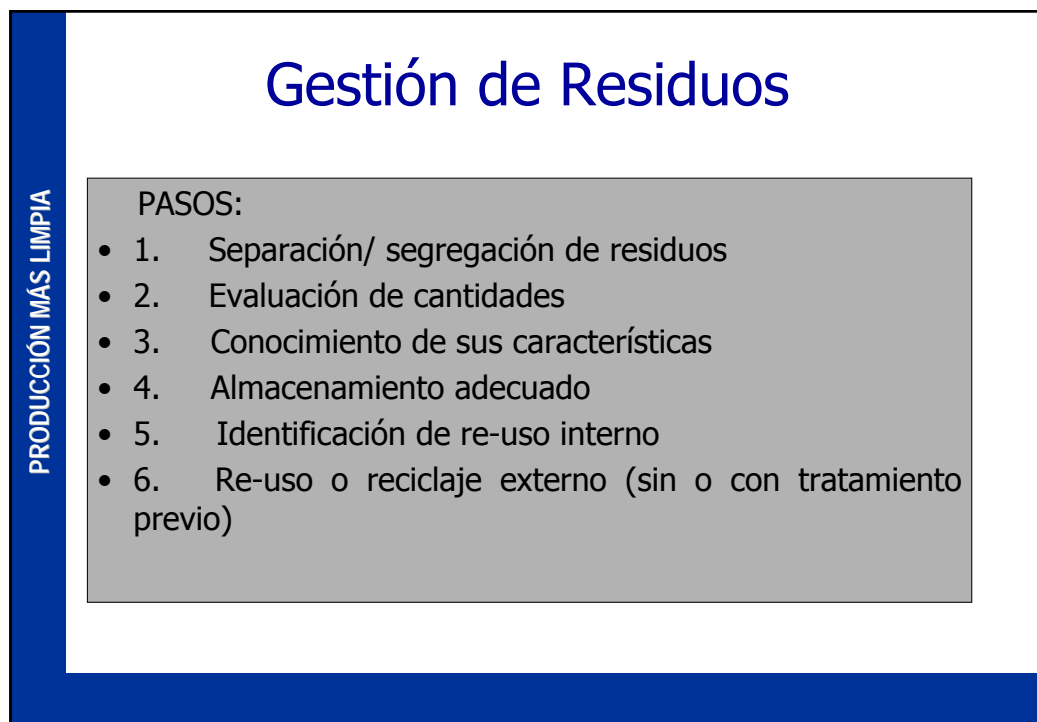 Gestión de Residuos
PRODUCCIÓN MÁS LIMPIA
PASOS:
• 1. Separación/ segregación de residuos
• 2. Evaluación de cantidades
• 3. Conocimiento de sus características
• 4. Almacenamiento adecuado
• 5. Identificación de re-uso interno
• 6. Re-uso o reciclaje externo (sin o con tratamiento
previo)